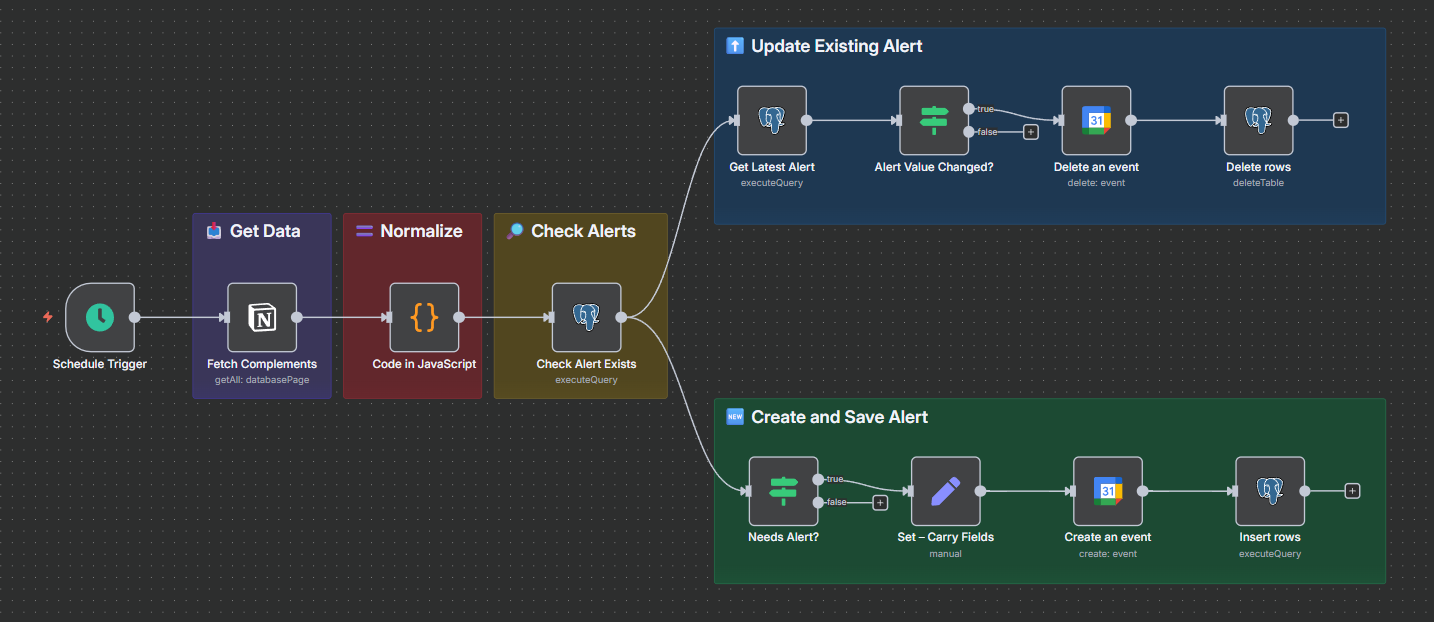 Update Existing Alert
true
false
31
Get Latest Alert
executeQuery
Alert Value Changed?
Delete an event
delete: event
Delete rows
deleteTable
Get Data
Normalize
Check Alerts
N
{}
Schedule Trigger
Fetch Complements
getAll: databasePage
Code in JavaScript
Check Alert Exists
executeQuery
NEW Create and Save Alert
true
false
31
Needs Alert?
Set – Carry Fields
manual
Create an event
create: event
Insert rows
executeQuery